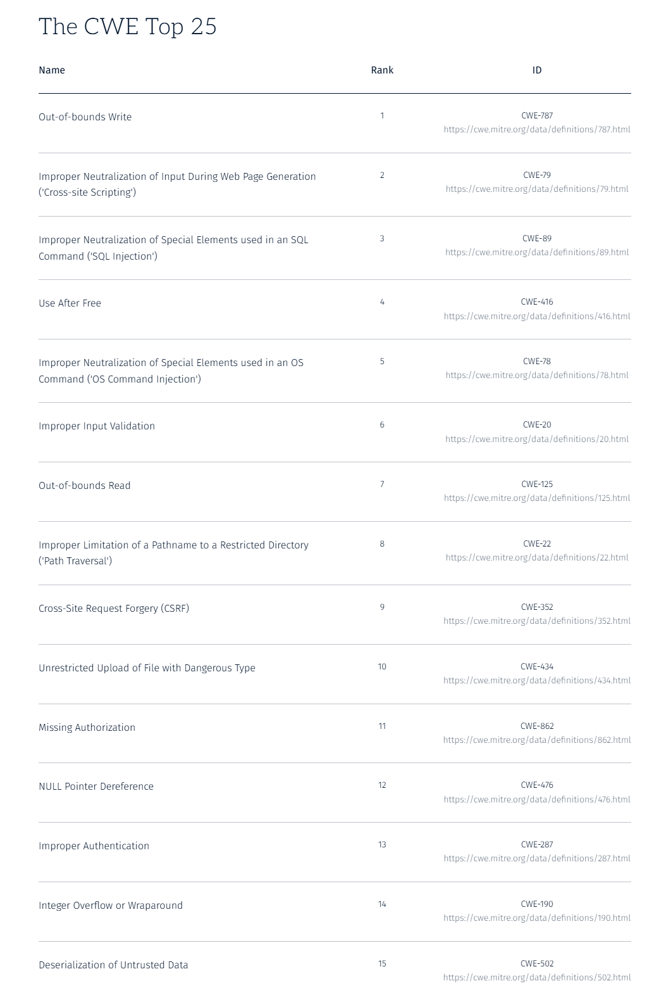 The CWE Top 25
Name Rank ID
Out-of-bounds Write 1 CWE-787
https://cwe.mitre.org/data/definitions/787.html
Improper Neutralization of Input During Web Page Generation 2 CWE-79
('Cross-site Scripting') https://cwe.mitre.org/data/definitions/79.html
Improper Neutralization of Special Elements used in an SQL 3 CWE-89
Command ('SQL Injection') https://cwe.mitre.org/data/definitions/89.html
Use After Free 4 CWE-416
https://cwe.mitre.org/data/definitions/416.html
Improper Neutralization of Special Elements used in an OS 5 CWE-78
Command ('OS Command Injection') https://cwe.mitre.org/data/definitions/78.html
Improper Input Validation 6 CWE-20
https://cwe.mitre.org/data/definitions/20.html
Out-of-bounds Read 7 CWE-125
https://cwe.mitre.org/data/definitions/125.html
Improper Limitation of a Pathname to a Restricted Directory 8 CWE-22
('Path Traversal') https://cwe.mitre.org/data/definitions/22.html
Cross-Site Request Forgery (CSRF) 9 CWE-352
https://cwe.mitre.org/data/definitions/352.html
Unrestricted Upload of File with Dangerous Type 10 CWE-434
https://cwe.mitre.org/data/definitions/434.html
Missing Authorization 11 CWE-862
https://cwe.mitre.org/data/definitions/862.html
NULL Pointer Dereference 12 CWE-476
https://cwe.mitre.org/data/definitions/476.html
Improper Authentication 13 CWE-287
https://cwe.mitre.org/data/definitions/287.html
Integer Overflow or Wraparound 14 CWE-190
https://cwe.mitre.org/data/definitions/190.html
Deserialization of Untrusted Data 15 CWE-502
https://cwe.mitre.org/data/definitions/502.html